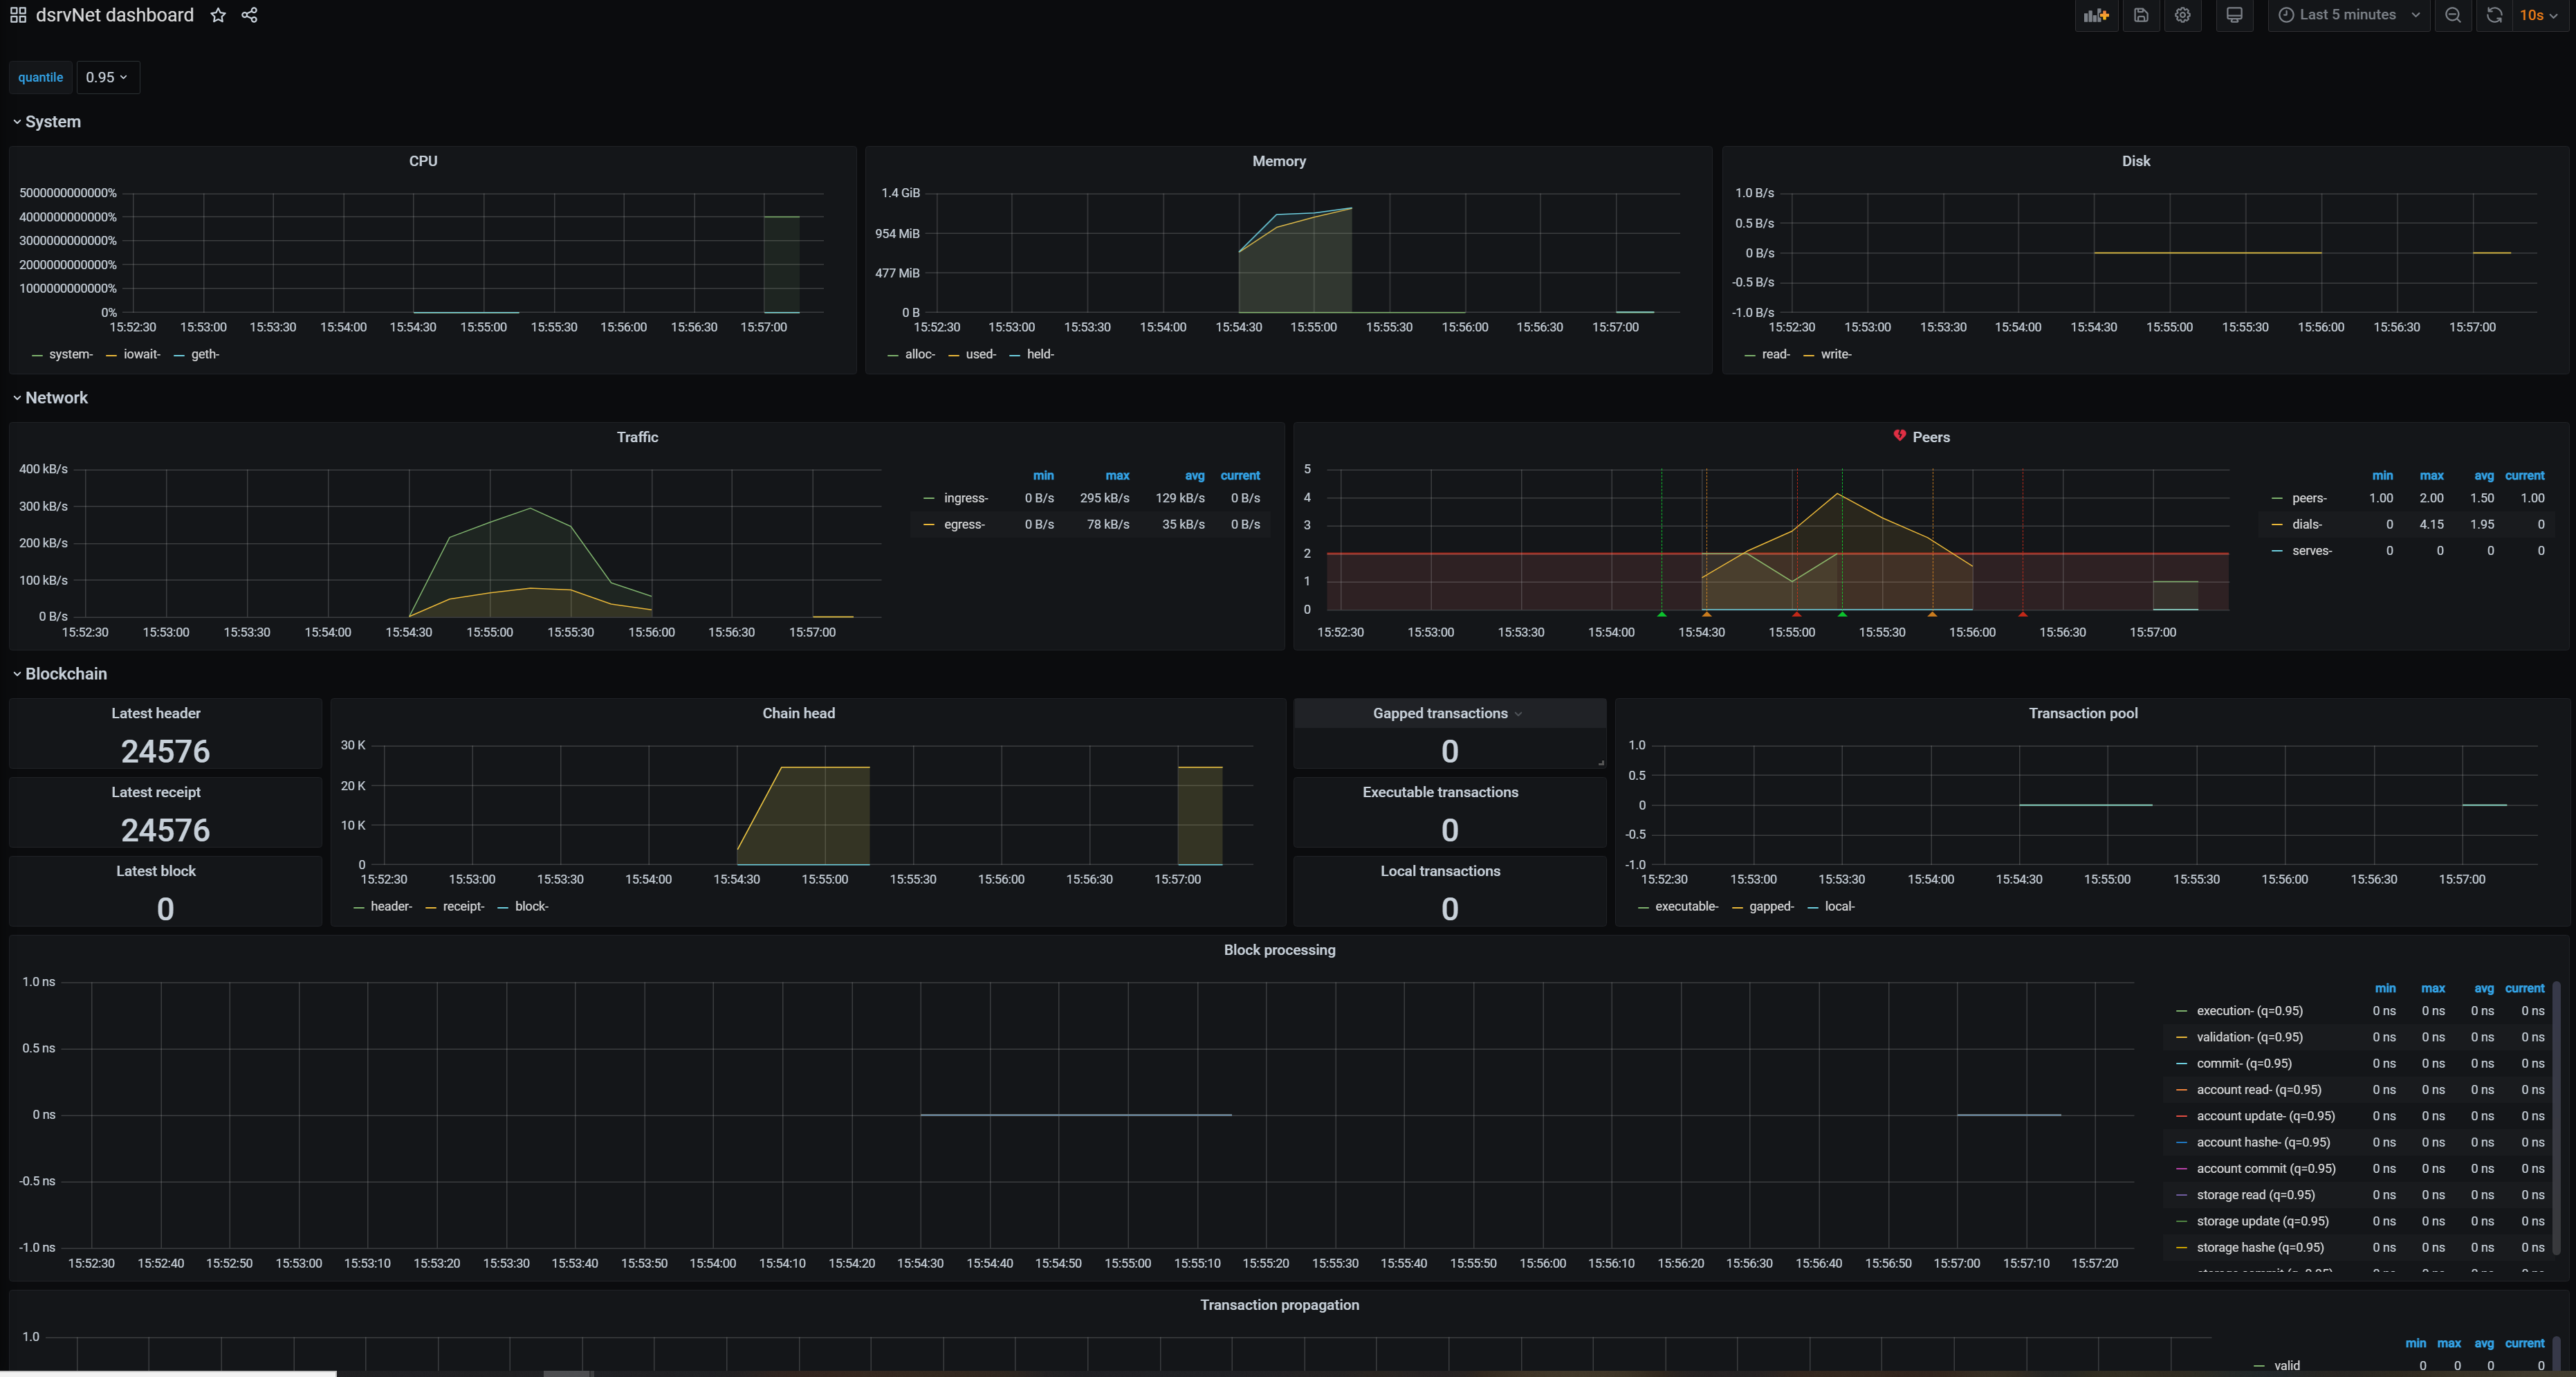 dsrvNet dashboard
Last 5 minutes
10s
quantile 0.95
System
CPU
5000000000000%
4000000000000%
3000000000000%
2000000000000%
1000000000000%
0%
15:52:30 15:53:00 15:53:30 15:54:00 15:54:30 15:55:00 15:55:30 15:56:00 15:56:30 15:57:00
system- iowait- geth-
Memory
1.4 GiB
954 MiB
477 MiB
0 B
15:52:30 15:53:00 15:53:30 15:54:00 15:54:30 15:55:00 15:55:30 15:56:00 15:56:30 15:57:00
alloc- used- held-
Disk
1.0 B/s
0.5 B/s
0 B/s
-0.5 B/s
-1.0 B/s
15:52:30 15:53:00 15:53:30 15:54:00 15:54:30 15:55:00 15:55:30 15:56:00 15:56:30 15:57:00
read- write-
Network
Traffic
400 kB/s
300 kB/s
200 kB/s
100 kB/s
0 B/s
15:52:30 15:53:00 15:53:30 15:54:00 15:54:30 15:55:00 15:55:30 15:56:00 15:56:30 15:57:00
min max avg current
ingress- 0 B/s 295 kB/s 129 kB/s 0 B/s
egress- 0 B/s 78 kB/s 35 kB/s 0 B/s
Peers
5
4
3
2
1
0
15:52:30 15:53:00 15:53:30 15:54:00 15:54:30 15:55:00 15:55:30 15:56:00 15:56:30 15:57:00
min max avg current
peers- 1.00 2.00 1.50 1.00
dials- 0 4.15 1.95 0
serves- 0 0 0 0
Blockchain
Latest header
24576
Latest receipt
24576
Latest block
0
Chain head
30 K
20 K
10 K
0
15:52:30 15:53:00 15:53:30 15:54:00 15:54:30 15:55:00 15:55:30 15:56:00 15:56:30 15:57:00
header- receipt- block-
Gapped transactions
0
Executable transactions
0
Local transactions
0
Transaction pool
1.0
0.5
0
-0.5
-1.0
15:52:30 15:53:00 15:53:30 15:54:00 15:54:30 15:55:00 15:55:30 15:56:00 15:56:30 15:57:00
executable- gapped- local-
Block processing
1.0 ns
0.5 ns
0 ns
-0.5 ns
-1.0 ns
15:52:30 15:52:40 15:52:50 15:53:00 15:53:10 15:53:20 15:53:30 15:53:40 15:53:50 15:54:00 15:54:10 15:54:20 15:54:30 15:54:40 15:54:50 15:55:00 15:55:10 15:55:20 15:55:30 15:55:40 15:55:50 15:56:00 15:56:10 15:56:20 15:56:30 15:56:40 15:56:50 15:57:00 15:57:10 15:57:20
min max avg current
execution- (q=0.95) 0 ns 0 ns 0 ns 0 ns
validation- (q=0.95) 0 ns 0 ns 0 ns 0 ns
commit- (q=0.95) 0 ns 0 ns 0 ns 0 ns
account read- (q=0.95) 0 ns 0 ns 0 ns 0 ns
account update- (q=0.95) 0 ns 0 ns 0 ns 0 ns
account hashe- (q=0.95) 0 ns 0 ns 0 ns 0 ns
account commit (q=0.95) 0 ns 0 ns 0 ns 0 ns
storage read (q=0.95) 0 ns 0 ns 0 ns 0 ns
storage update (q=0.95) 0 ns 0 ns 0 ns 0 ns
storage hashe (q=0.95) 0 ns 0 ns 0 ns 0 ns
Transaction propagation
1.0
min max avg current
valid 0 0 0 0